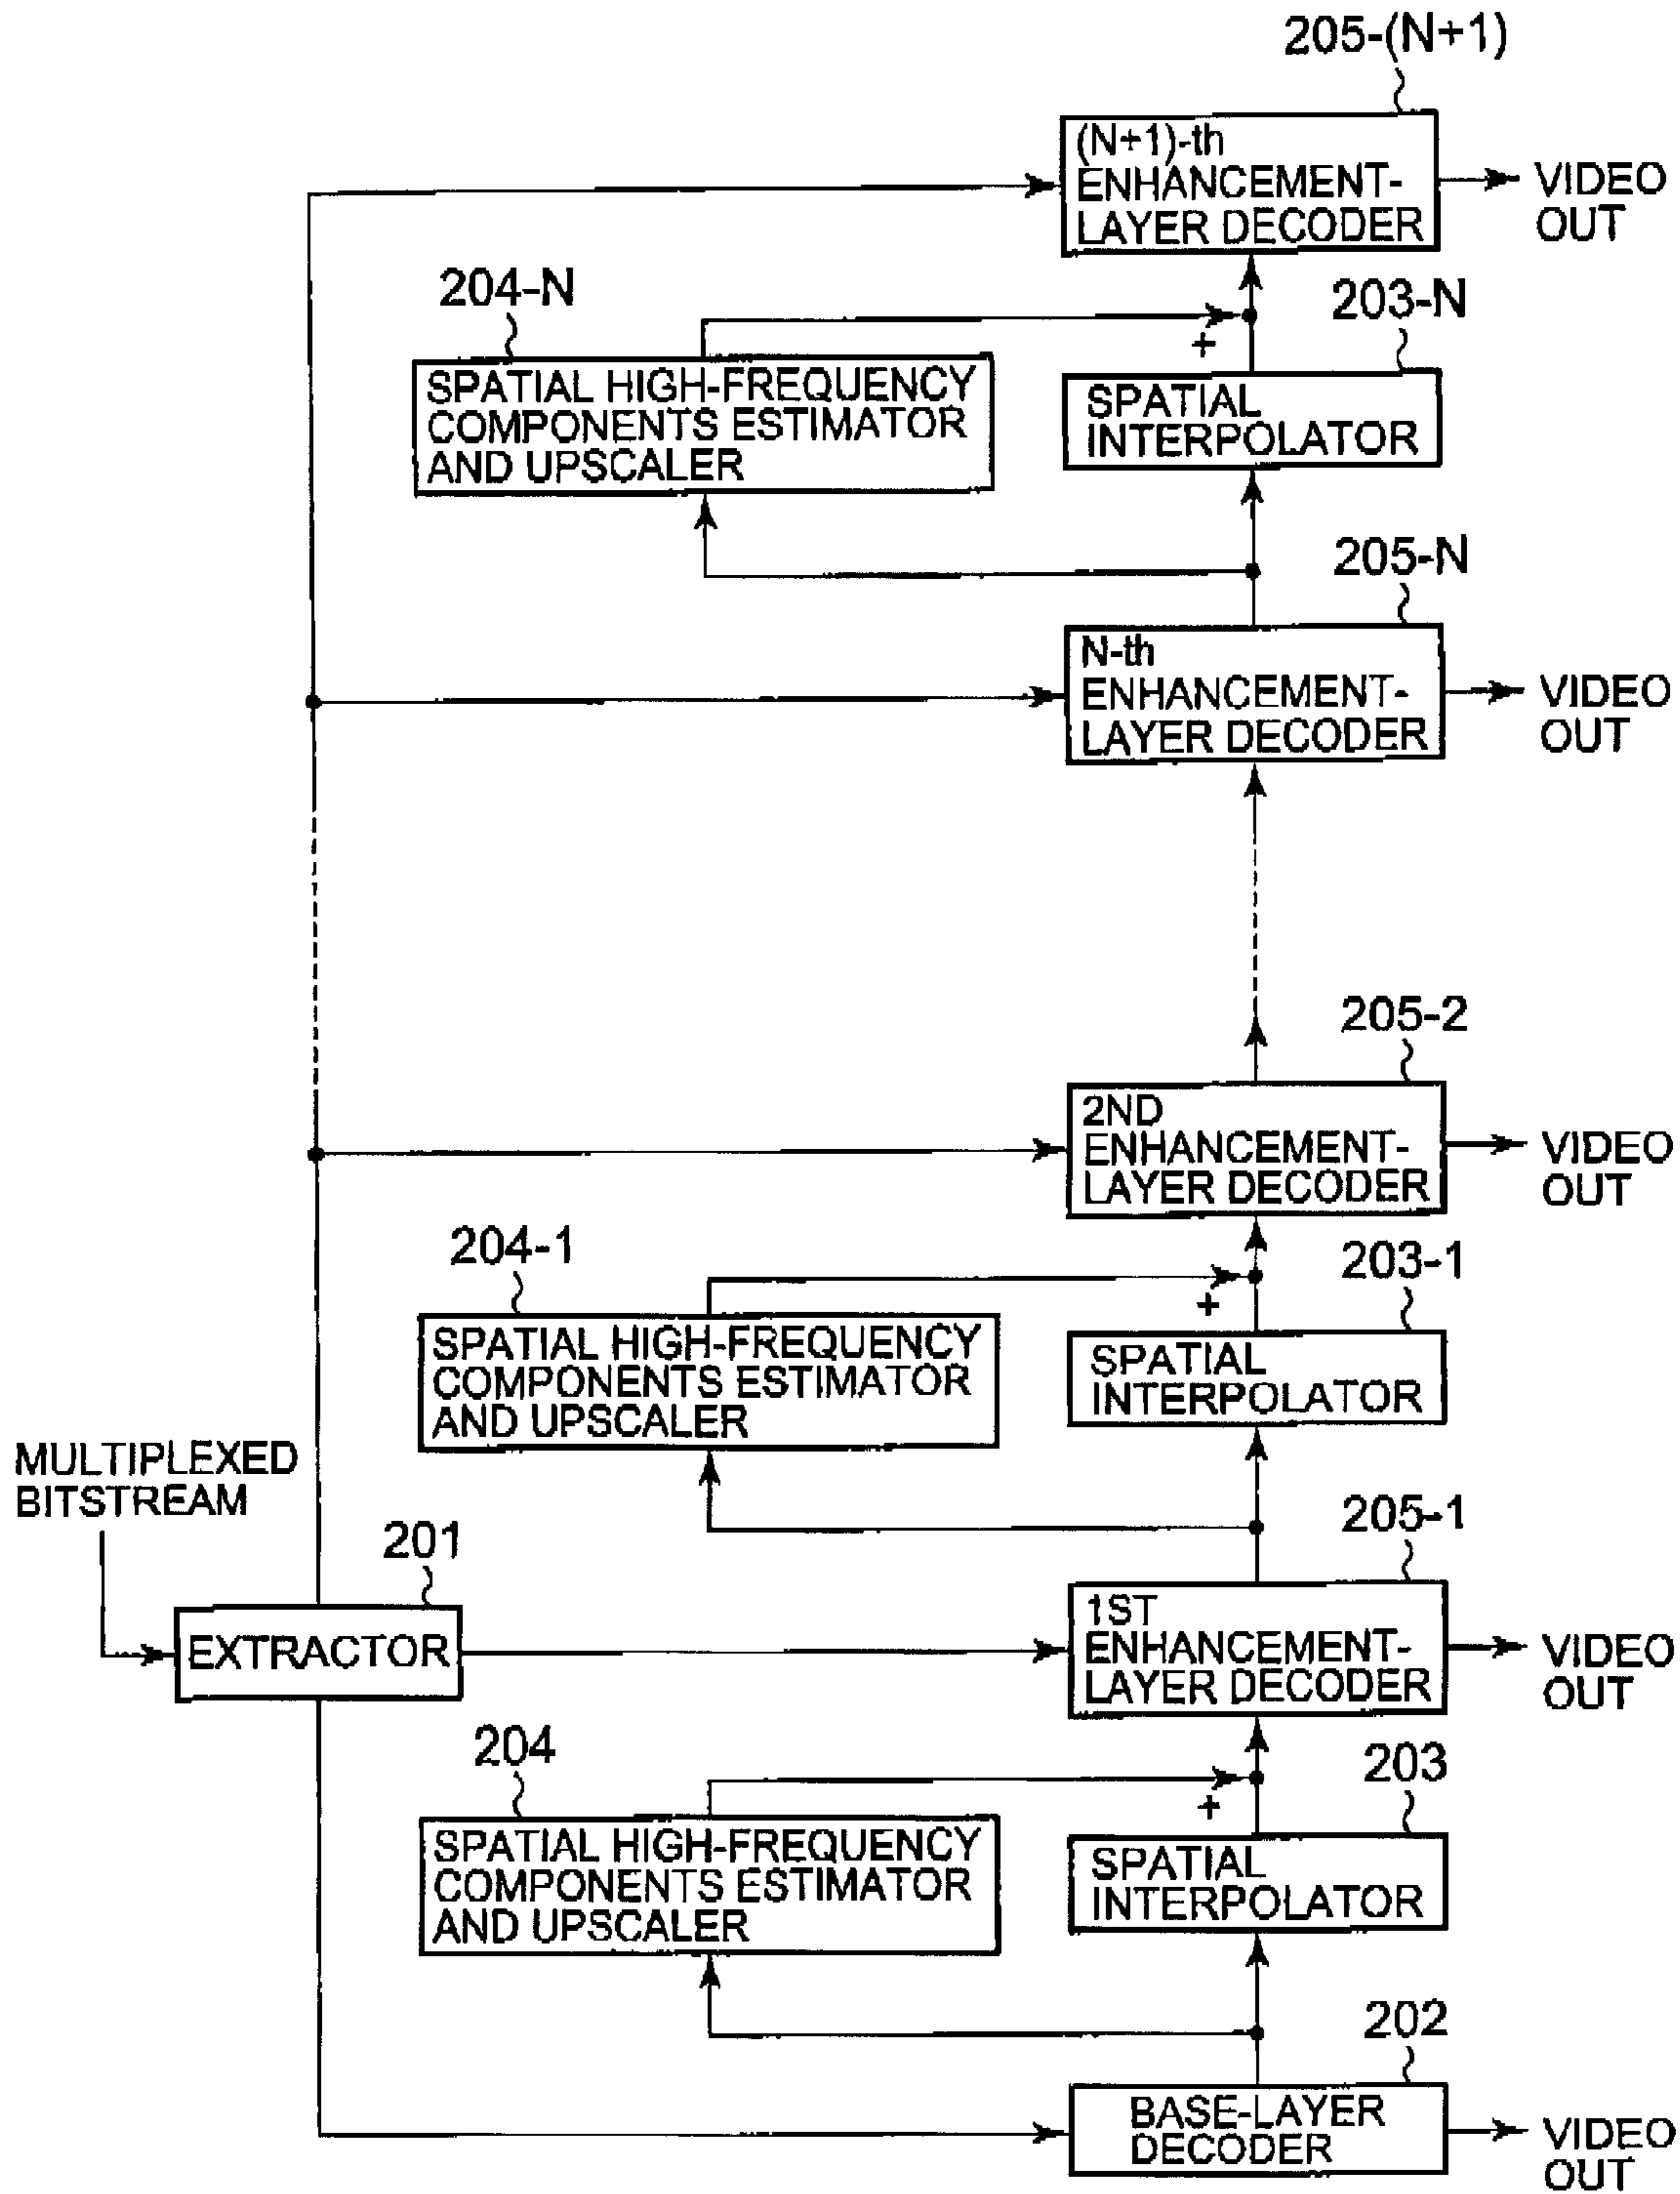 205-(N+1)
(N+1)-th
ENHANCEMENT-
LAYER DECODER
VIDEO
OUT
204-N
203-N
+
SPATIAL HIGH-FREQUENCY
COMPONENTS ESTIMATOR
AND UPSCALER
SPATIAL
INTERPOLATOR
205-N
N-th
ENHANCEMENT-
LAYER DECODER
VIDEO
OUT
205-2
2ND
ENHANCEMENT-
LAYER DECODER
VIDEO
OUT
204-1
203-1
+
SPATIAL HIGH-FREQUENCY
COMPONENTS ESTIMATOR
AND UPSCALER
SPATIAL
INTERPOLATOR
MULTIPLEXED
BITSTREAM
201
EXTRACTOR
205-1
1ST
ENHANCEMENT-
LAYER DECODER
VIDEO
OUT
204
203
+
SPATIAL HIGH-FREQUENCY
COMPONENTS ESTIMATOR
AND UPSCALER
SPATIAL
INTERPOLATOR
202
BASE-LAYER
DECODER
VIDEO
OUT